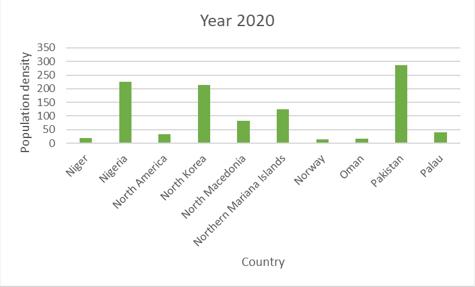 Year 2020
Population density
350
300
250
200
150
100
50
0
Niger
Nigeria
North America
North Korea
North Macedonia
Northern Mariana Islands
Norway
Oman
Pakistan
Palau
Country